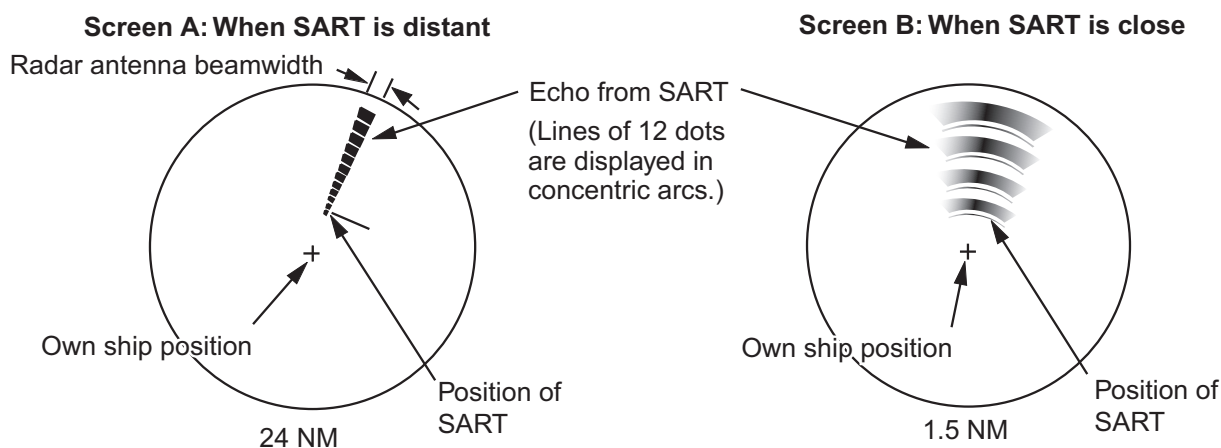 Screen A: When SART is distant
Radar antenna beamwidth
Own ship position
Position of
SART
24 NM
Echo from SART
(Lines of 12 dots
are displayed in
concentric arcs.)
Screen B: When SART is close
Own ship position
Position of
SART
1.5 NM